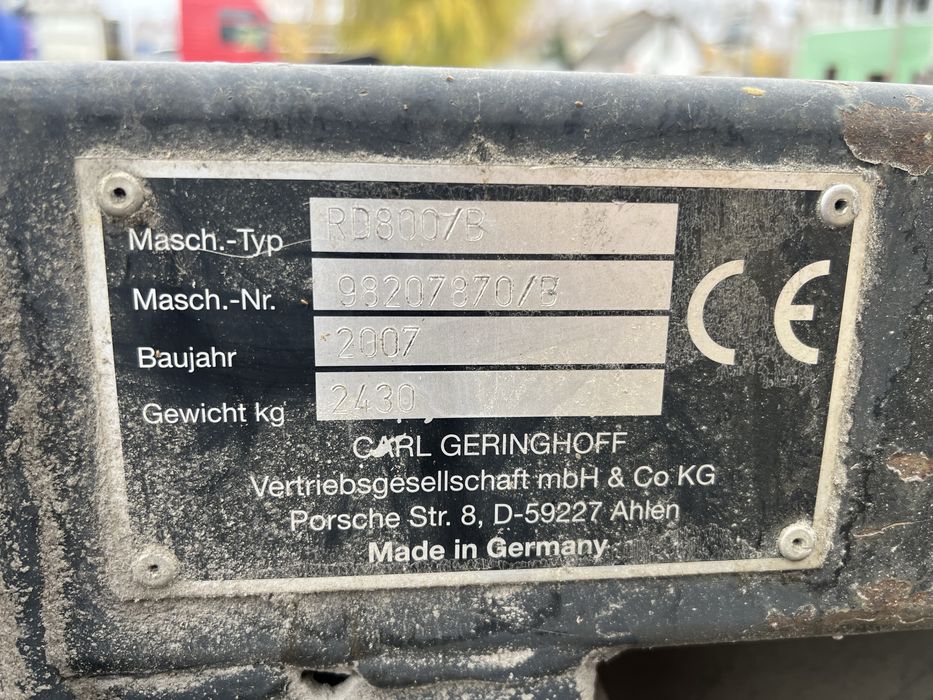 Masch.-Typ RD800/B
Masch.-Nr. 98207870/B
Baujahr 2007
Gewicht kg 2430
CE
CARL GERINGHOFF
Vertriebsgesellschaft mbH & Co KG
Porsche Str. 8, D-59227 Ahlen
Made in Germany